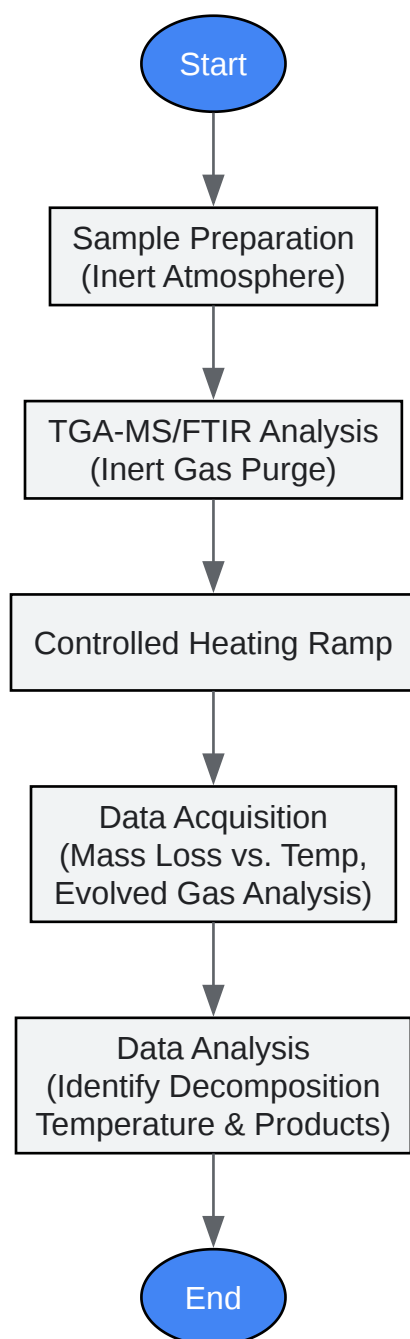 Start
Sample Preparation
(Inert Atmosphere)
TGA-MS/FTIR Analysis
(Inert Gas Purge)
Controlled Heating Ramp
Data Acquisition
(Mass Loss vs. Temp,
Evolved Gas Analysis)
Data Analysis
(Identify Decomposition
Temperature & Products)
End